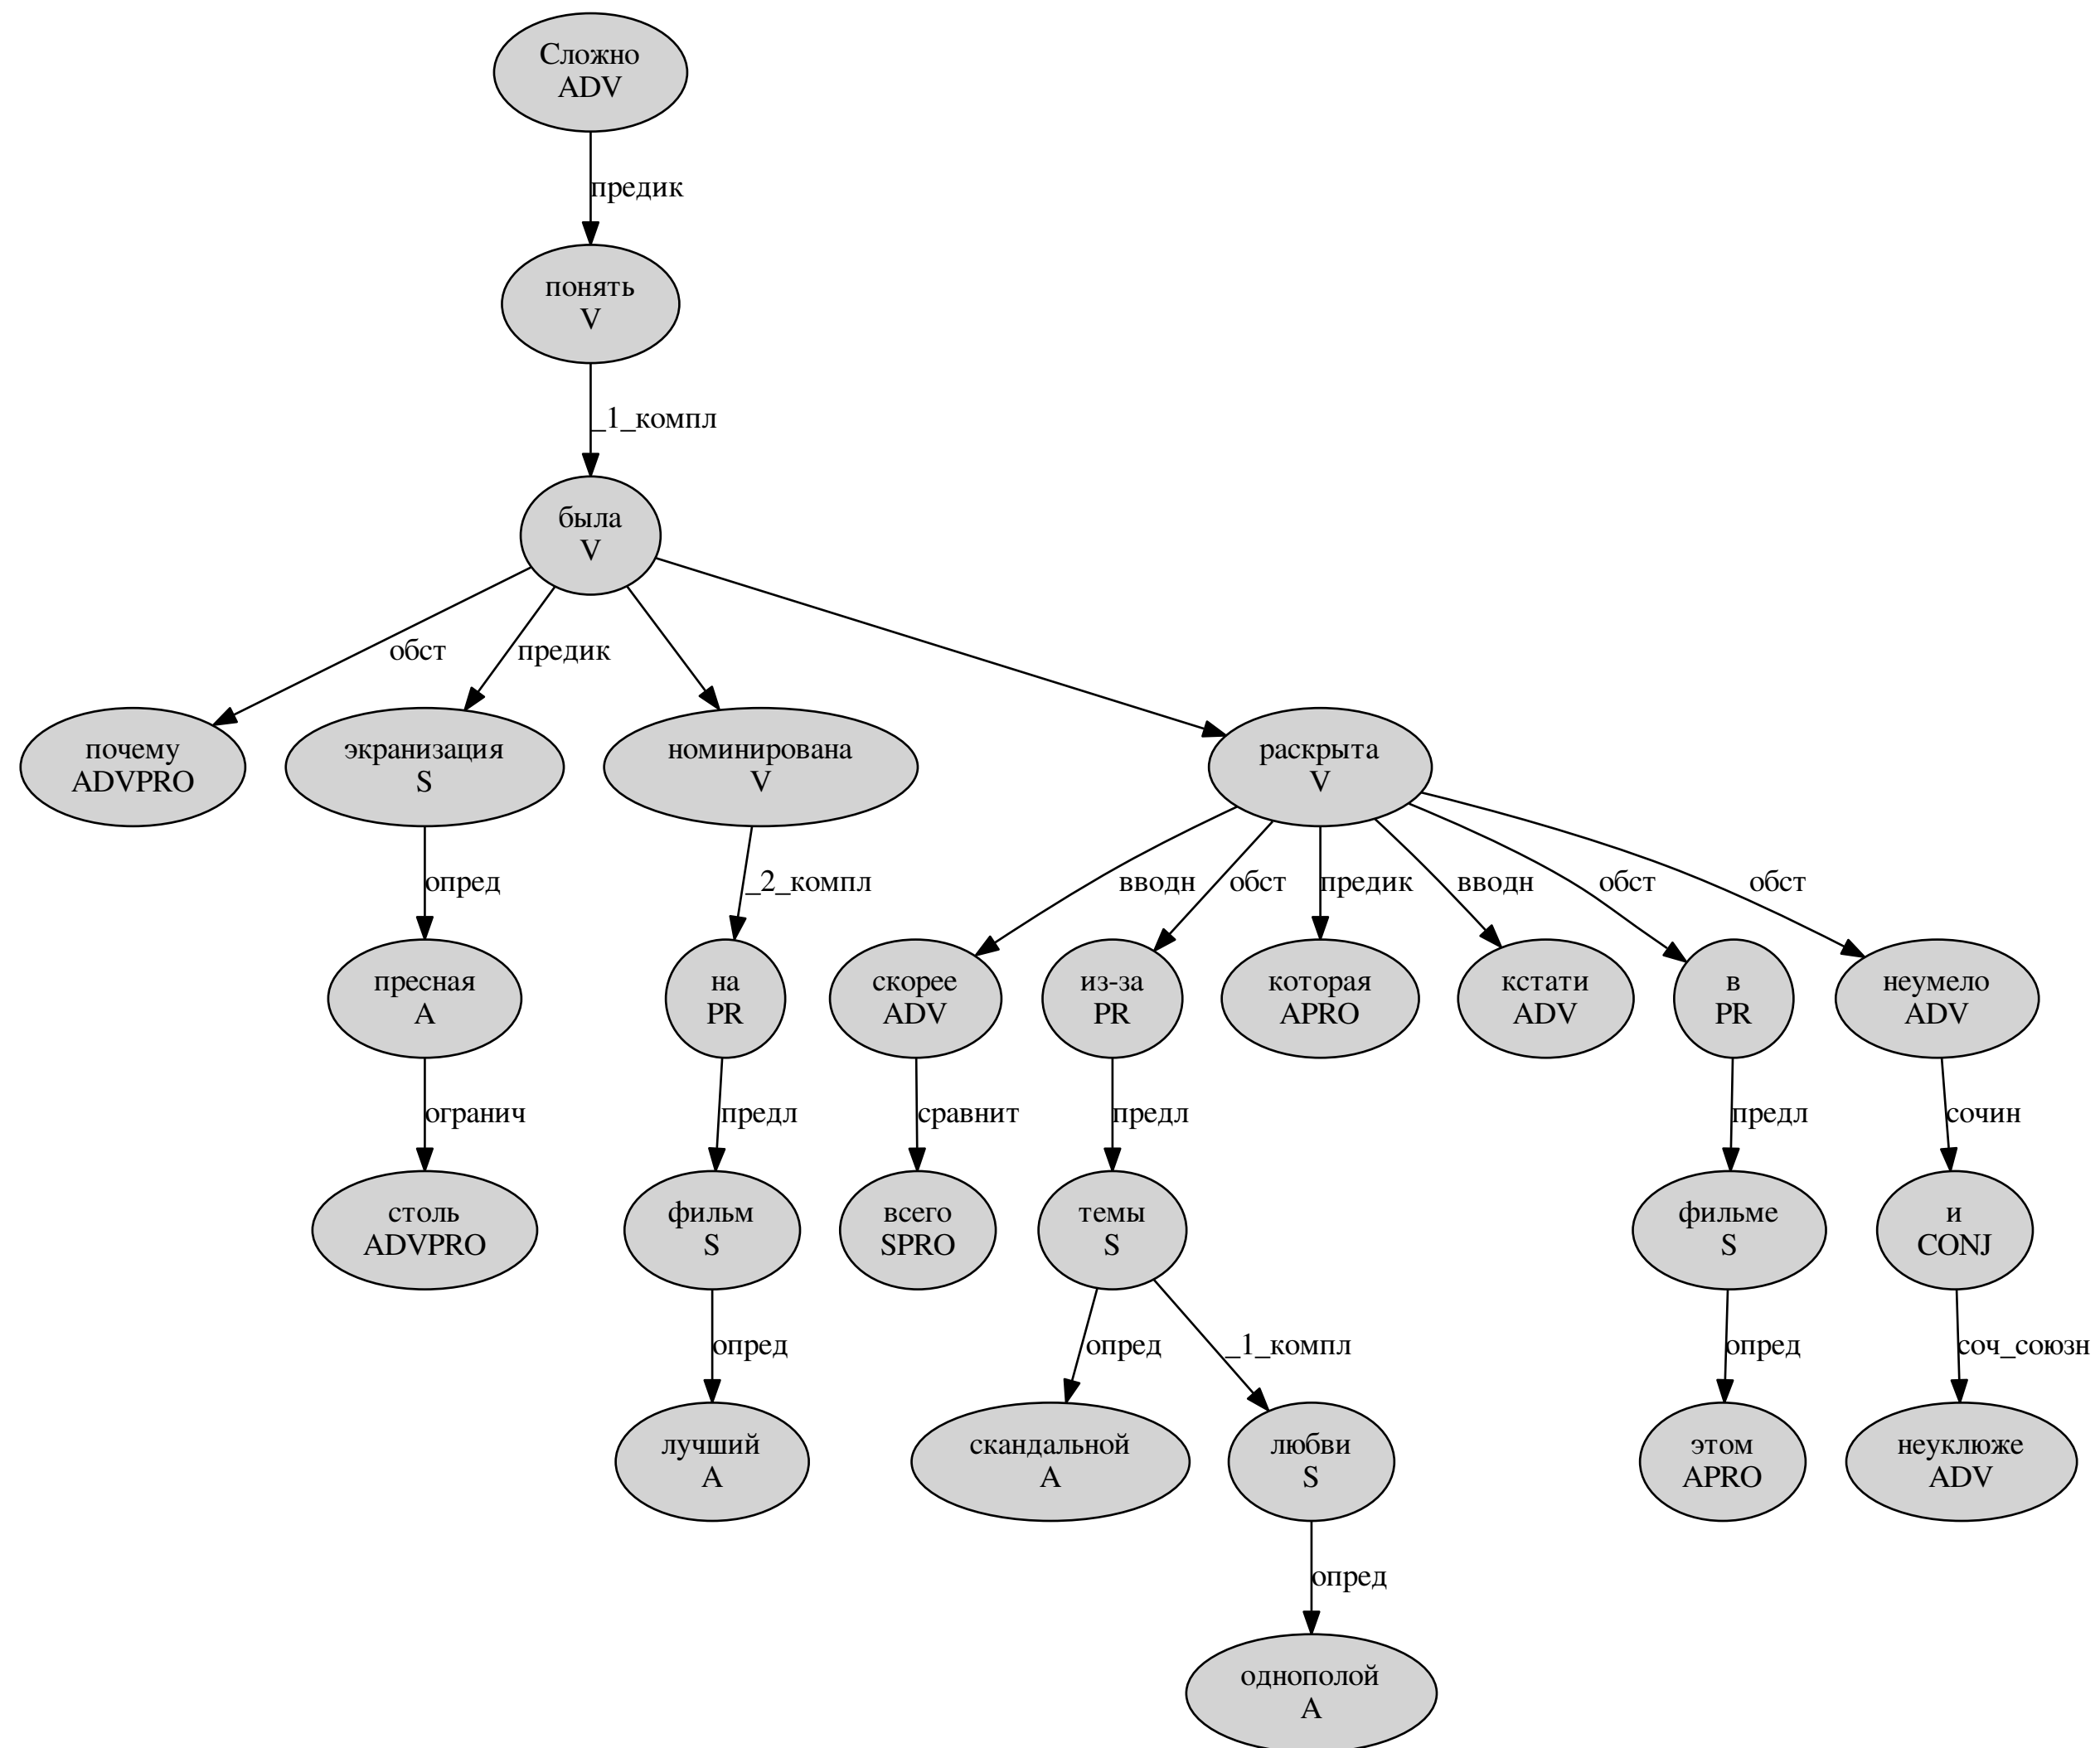 Сложно
ADV
предик
понять
V
_1_компл
была
V
обст
предик
почему
ADVPRO
экранизация
S
номинирована
V
раскрыта
V
опред
_2_компл
вводн
обст
предик
вводн
обст
обст
пресная
A
на
PR
скорее
ADV
из-за
PR
которая
APRO
кстати
ADV
в
PR
неумело
ADV
огранич
предл
сравнит
предл
предл
сочин
столь
ADVPRO
фильм
S
всего
SPRO
темы
S
фильме
S
и
CONJ
опред
опред
_1_компл
опред
соч_союзн
лучший
A
скандальной
A
любви
S
этом
APRO
неуклюже
ADV
опред
однополой
A